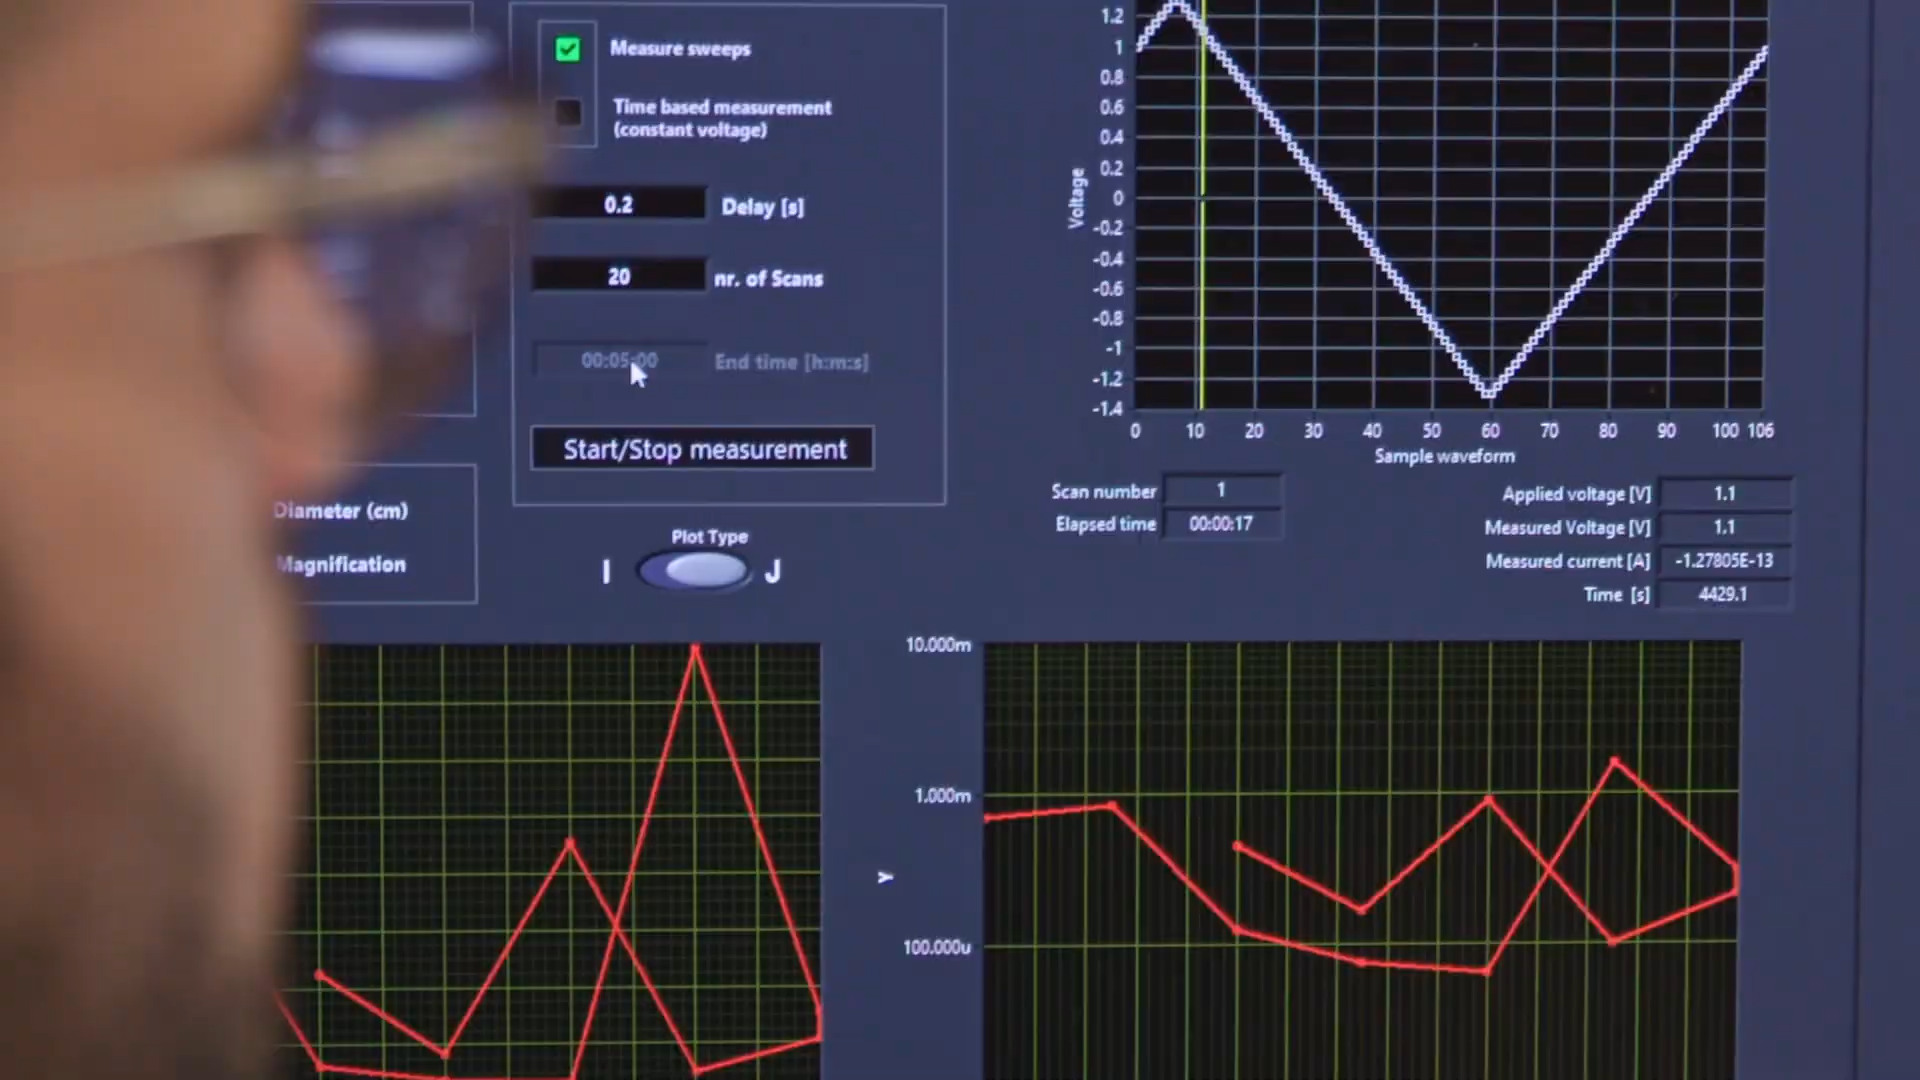 Measure sweeps
Time based measurement
(constant voltage)
0.2 Delay [s]
20 nr. of Scans
00:05:00 End time [h:m:s]
Start/Stop measurement
Diameter (cm)
Magnification
Plot Type
I J
Voltage
1.2
1
0.8
0.6
0.4
0.2
0
-0.2
-0.4
-0.6
-0.8
-1
-1.2
-1.4
0 10 20 30 40 50 60 70 80 90 100 106
Sample waveform
Scan number 1
Elapsed time 00:00:17
Applied voltage [V] 1.1
Measured Voltage [V] 1.1
Measured current [A] -1.27805E-13
Time [s] 4429.1
10.000m
1.000m
Y
100.000u